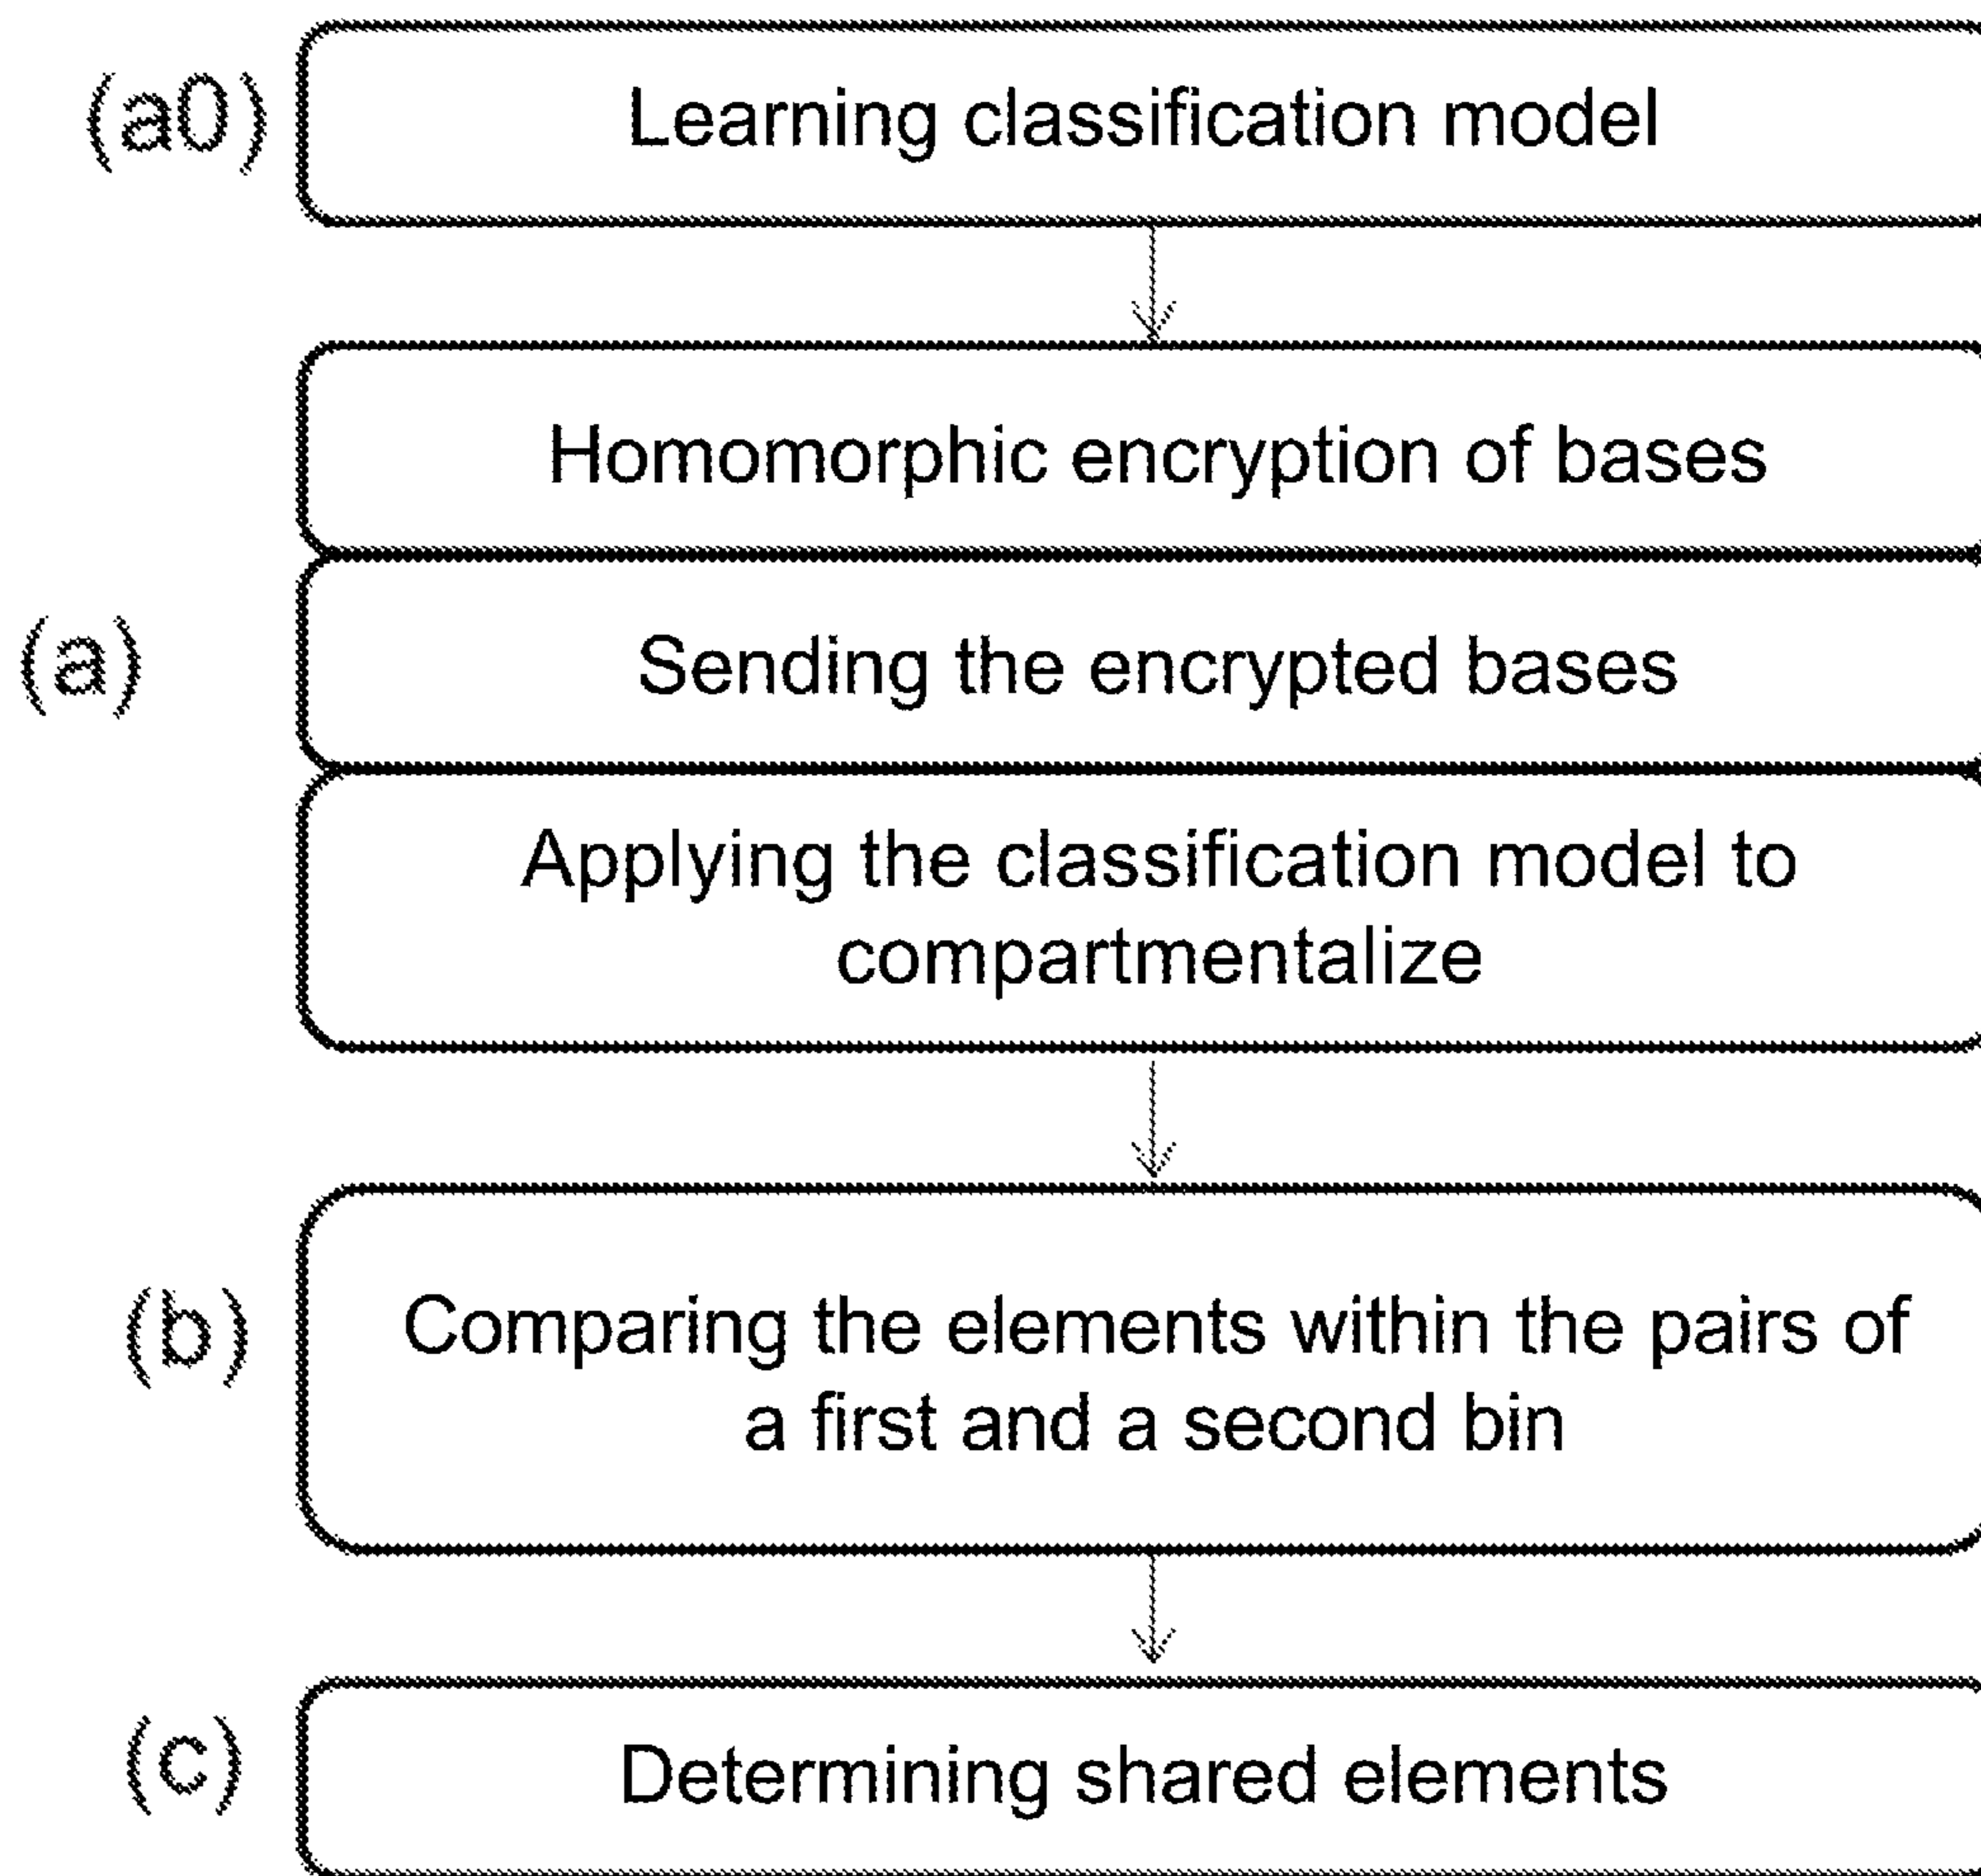 (a0)
Learning classification model
Homomorphic encryption of bases
(a)
Sending the encrypted bases
Applying the classification model to
compartmentalize
(b)
Comparing the elements within the pairs of
a first and a second bin
(c)
Determining shared elements